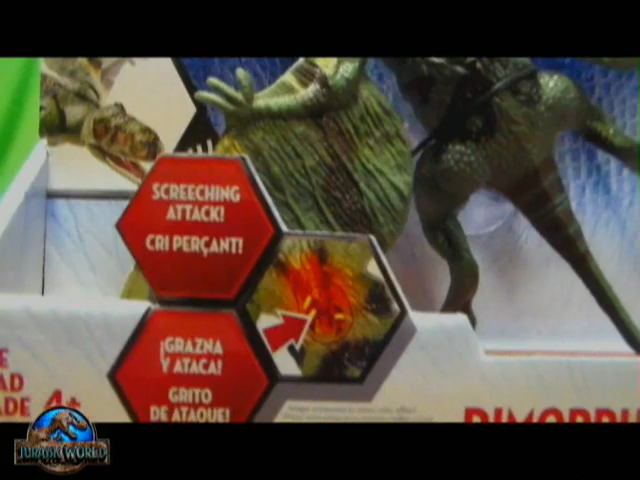 SCREECHING
ATTACK!
CRI PERÇANT!
¡GRAZNA
Y ATACA!
GRITO
DE ATAQUE!
4+
JURASSIC WORLD